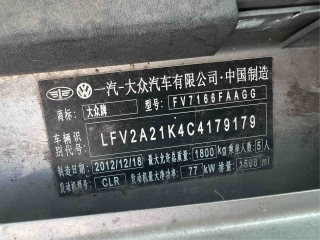 一汽-大众汽车有限公司·中国制造
商标: 大众牌 型号: FV7166FAAGG
车辆识别代号: LFV2A21K4C4179179
制造日期 2012/12/18 最大允许总质量 1800 kg 乘坐人数 5人
发动机型号 CLR 发动机最大净功率 77 kW 排量 1598 ml